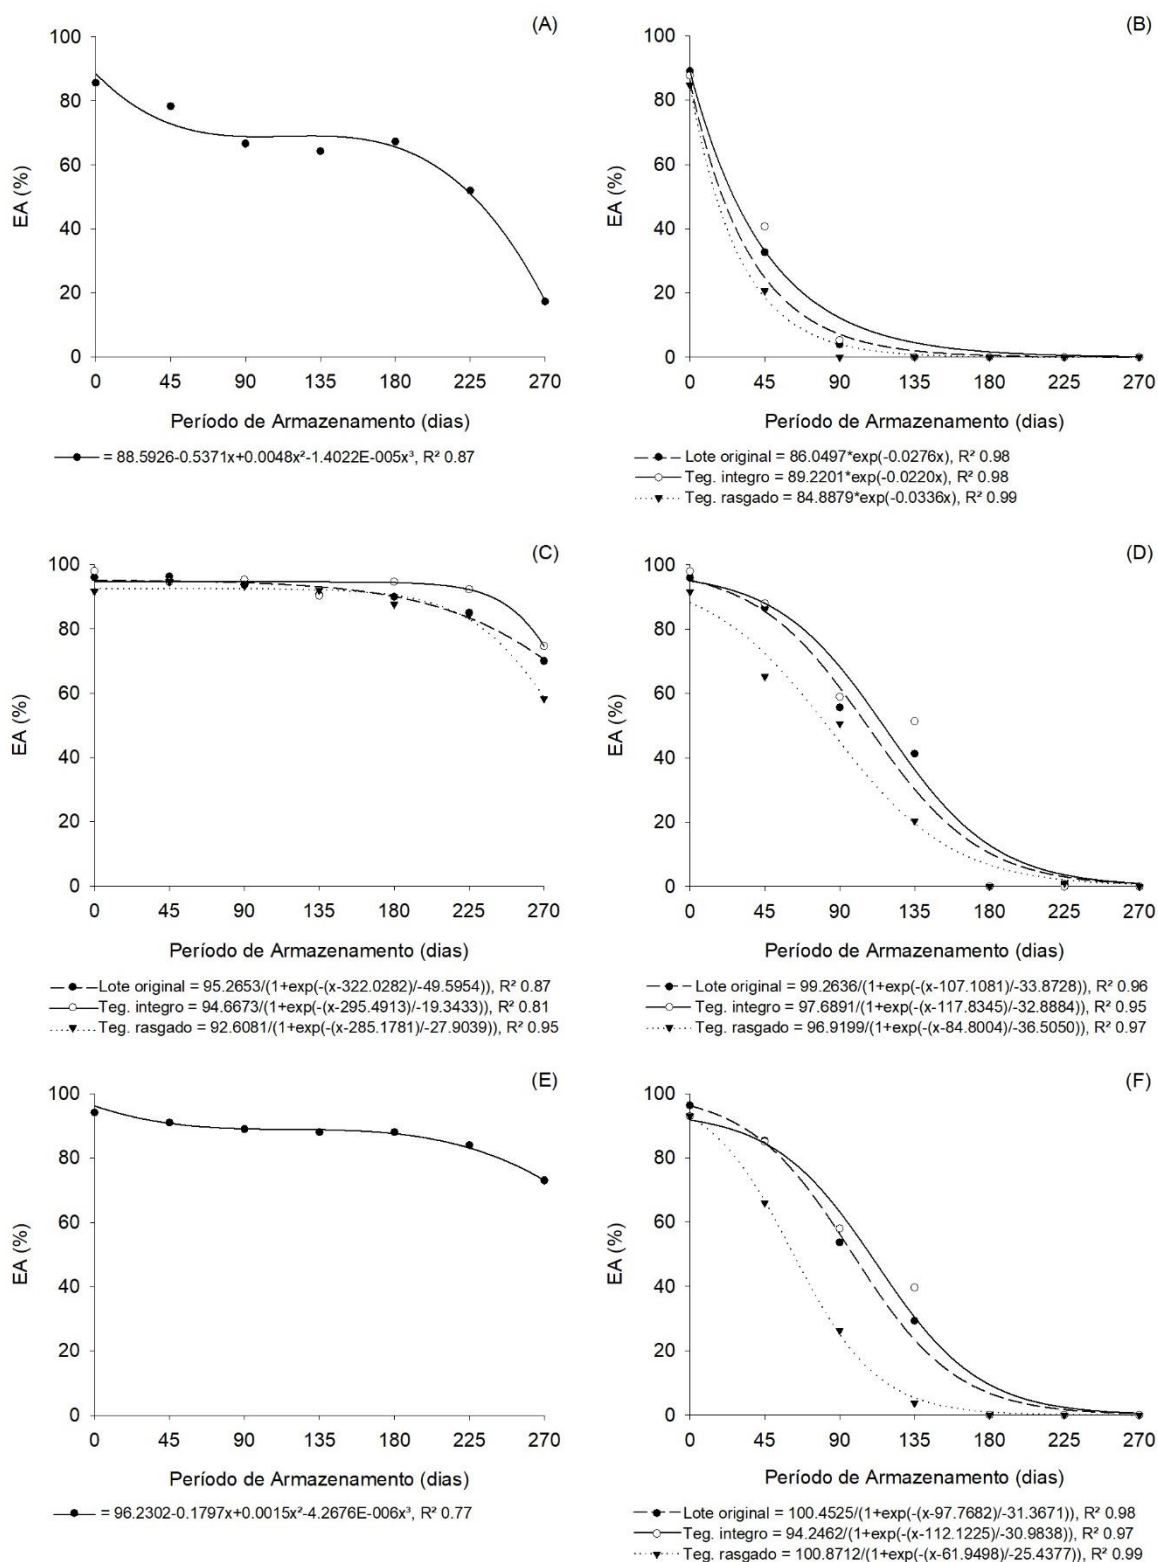 (A)
100
80
60
40
20
0
EA (%)
0 45 90 135 180 225 270
Período de Armazenamento (dias)
= 88.5926-0.5371x+0.0048x²-1.4022E-005x³, R² 0.87
(B)
100
80
60
40
20
0
EA (%)
0 45 90 135 180 225 270
Período de Armazenamento (dias)
Lote original = 86.0497*exp(-0.0276x), R² 0.98
Teg. integro = 89.2201*exp(-0.0220x), R² 0.98
Teg. rasgado = 84.8879*exp(-0.0336x), R² 0.99
(C)
100
80
60
40
20
0
EA (%)
0 45 90 135 180 225 270
Período de Armazenamento (dias)
Lote original = 95.2653/(1+exp(-(x-322.0282)/-49.5954)), R² 0.87
Teg. integro = 94.6673/(1+exp(-(x-295.4913)/-19.3433)), R² 0.81
Teg. rasgado = 92.6081/(1+exp(-(x-285.1781)/-27.9039)), R² 0.95
(D)
100
80
60
40
20
0
EA (%)
0 45 90 135 180 225 270
Período de Armazenamento (dias)
Lote original = 99.2636/(1+exp(-(x-107.1081)/-33.8728)), R² 0.96
Teg. integro = 97.6891/(1+exp(-(x-117.8345)/-32.8884)), R² 0.95
Teg. rasgado = 96.9199/(1+exp(-(x-84.8004)/-36.5050)), R² 0.97
(E)
100
80
60
40
20
0
EA (%)
0 45 90 135 180 225 270
Período de Armazenamento (dias)
= 96.2302-0.1797x+0.0015x²-4.2676E-006x³, R² 0.77
(F)
100
80
60
40
20
0
EA (%)
0 45 90 135 180 225 270
Período de Armazenamento (dias)
Lote original = 100.4525/(1+exp(-(x-97.7682)/-31.3671)), R² 0.98
Teg. integro = 94.2462/(1+exp(-(x-112.1225)/-30.9838)), R² 0.97
Teg. rasgado = 100.8712/(1+exp(-(x-61.9498)/-25.4377)), R² 0.99